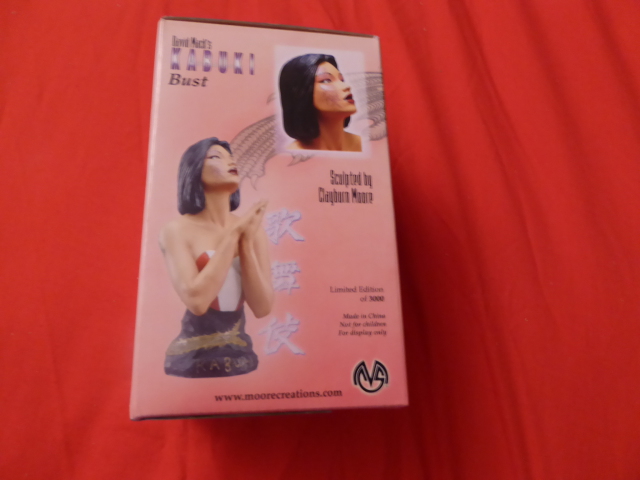 David Mack's
KABUKI
Bust
Sculpted by
Clayburn Moore
歌
舞
伎
Limited Edition
of 5000
Made in China
Not for children
For display only
KABUKI
www.moorecreations.com